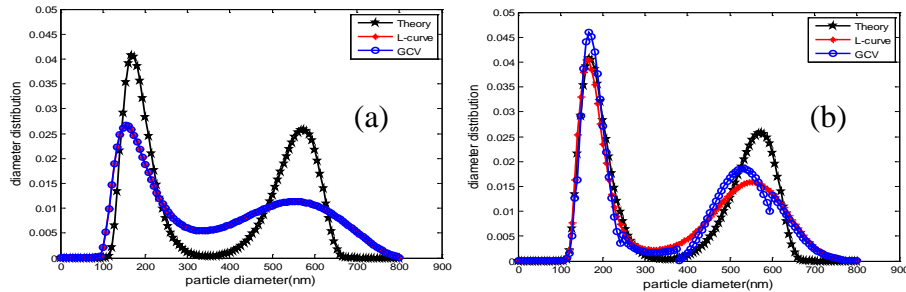 0.05
0.045
0.04
0.035
0.03
0.025
0.02
0.015
0.01
0.005
0
diameter distribution
0 100 200 300 400 500 600 700 800 900
particle diameter(nm)
Theory
L-curve
GCV
(a)
0.05
0.045
0.04
0.035
0.03
0.025
0.02
0.015
0.01
0.005
0
diameter distribution
0 100 200 300 400 500 600 700 800 900
particle diameter(nm)
Theory
L-curve
GCV
(b)